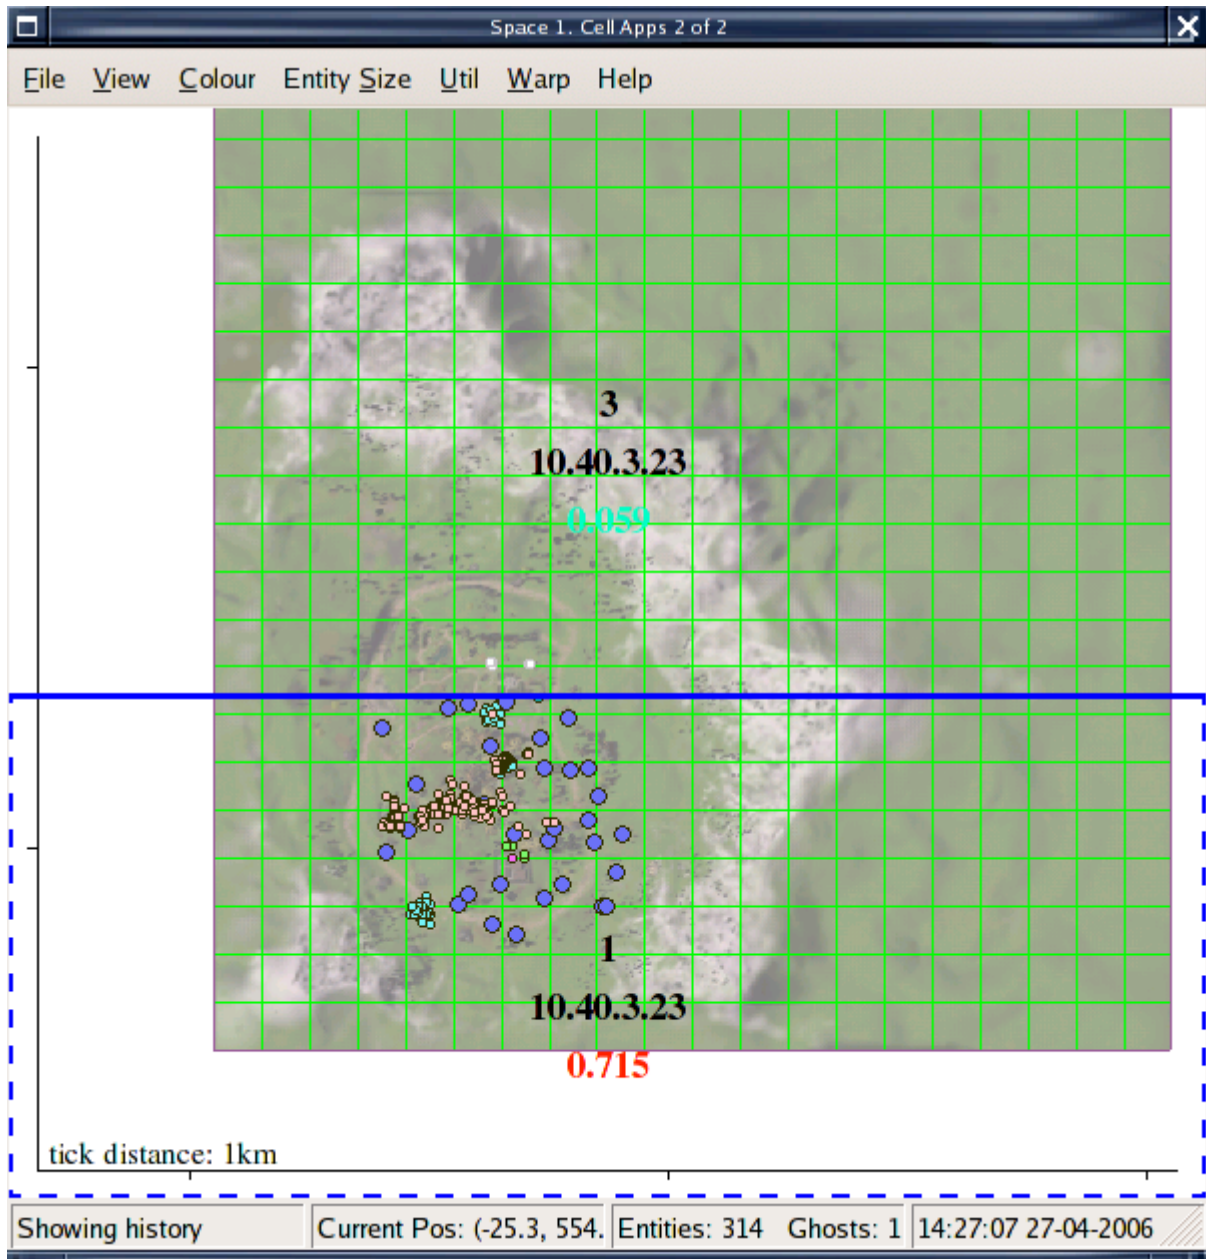 Space 1. Cell Apps 2 of 2
File View Colour Entity Size Util Warp Help
3
10.40.3.23
0.059
1
10.40.3.23
0.715
tick distance: 1km
Showing history Current Pos: (-25.3, 554. Entities: 314 Ghosts: 1 14:27:07 27-04-2006